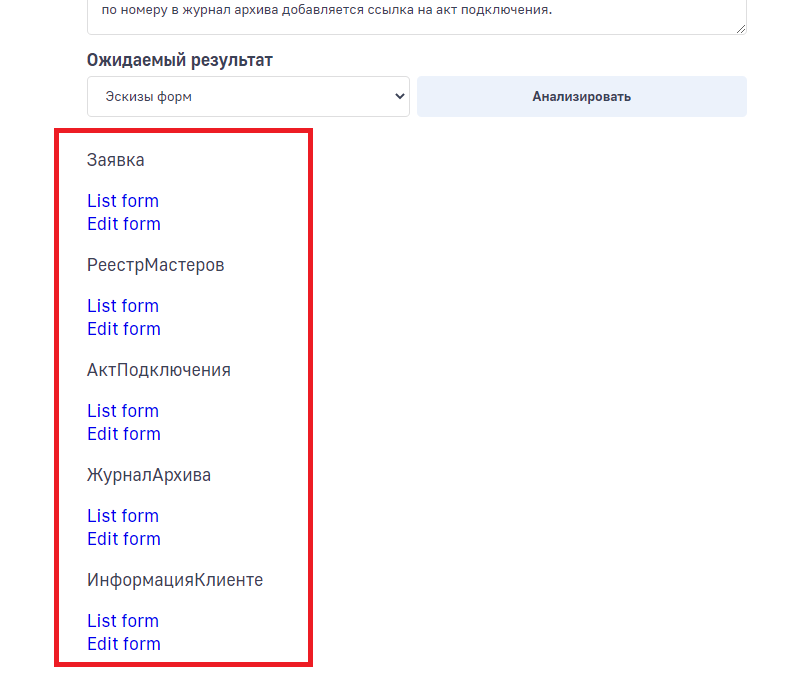 по номеру в журнал архива добавляется ссылка на акт подключения.
Ожидаемый результат
Эскизы форм
Анализировать
Заявка
List form
Edit form
РеестрМастеров
List form
Edit form
АктПодключения
List form
Edit form
ЖурналАрхива
List form
Edit form
ИнформацияКлиенте
List form
Edit form